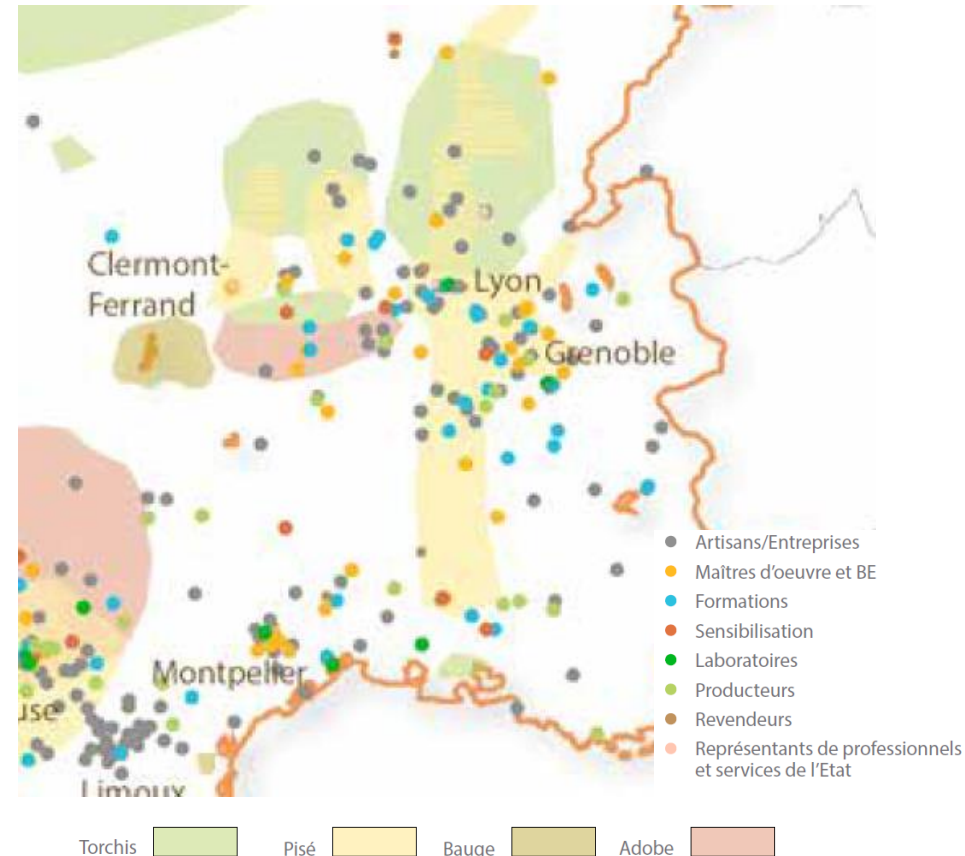 Clermont-
Ferrand
Lyon
Grenoble
Montpellier
use
Limoux
Artisans/Entreprises
Maîtres d'oeuvre et BE
Formations
Sensibilisation
Laboratoires
Producteurs
Revendeurs
Représentants de professionnels
et services de l'Etat
Torchis
Pisé
Bauge
Adobe